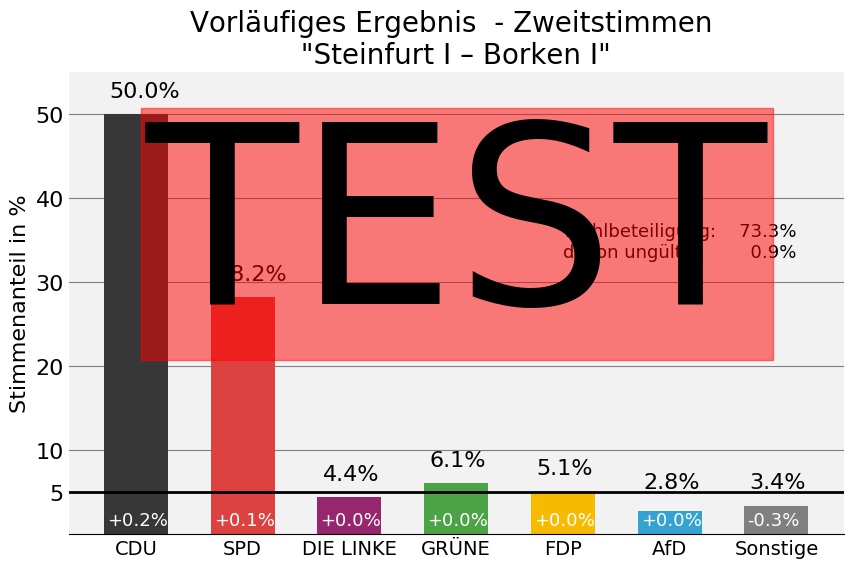 Vorläufiges Ergebnis - Zweitstimmen
"Steinfurt I – Borken I"
Stimmenanteil in %
50
40
30
20
10
5
50.0%
TEST
73.3%
0.9%
4.4%
6.1%
5.1%
2.8%
3.4%
+0.2%
+0.1%
+0.0%
+0.0%
+0.0%
+0.0%
-0.3%
CDU
SPD
DIE LINKE
GRÜNE
FDP
AfD
Sonstige